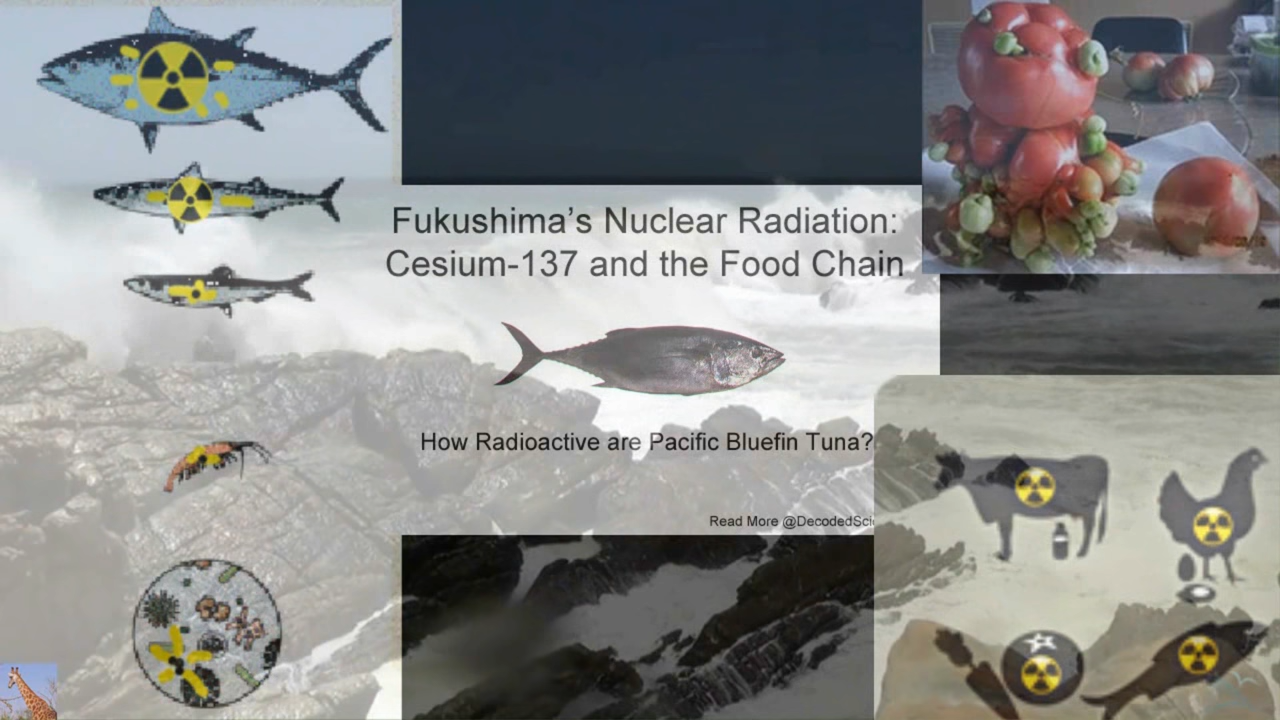 Fukushima’s Nuclear Radiation:
Cesium-137 and the Food Chain
How Radioactive are Pacific Bluefin Tuna?
Read More @DecodedSci